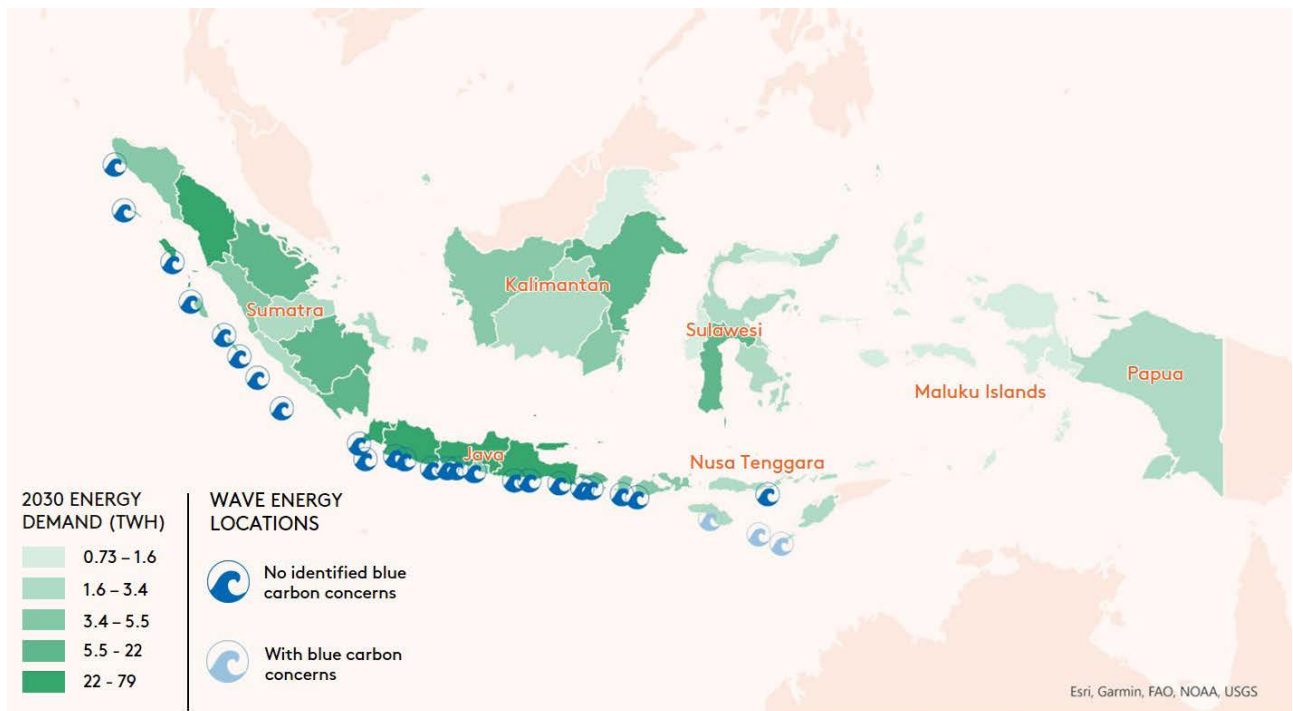 Kalimantan
Sumatra
Sulawesi
Papua
Maluku Islands
Java
Nusa Tenggara
2030 ENERGY
DEMAND (TWH)
0.73 – 1.6
1.6 – 3.4
3.4 – 5.5
5.5 - 22
22 - 79
WAVE ENERGY
LOCATIONS
No identified blue
carbon concerns
With blue carbon
concerns
Esri, Garmin, FAO, NOAA, USGS